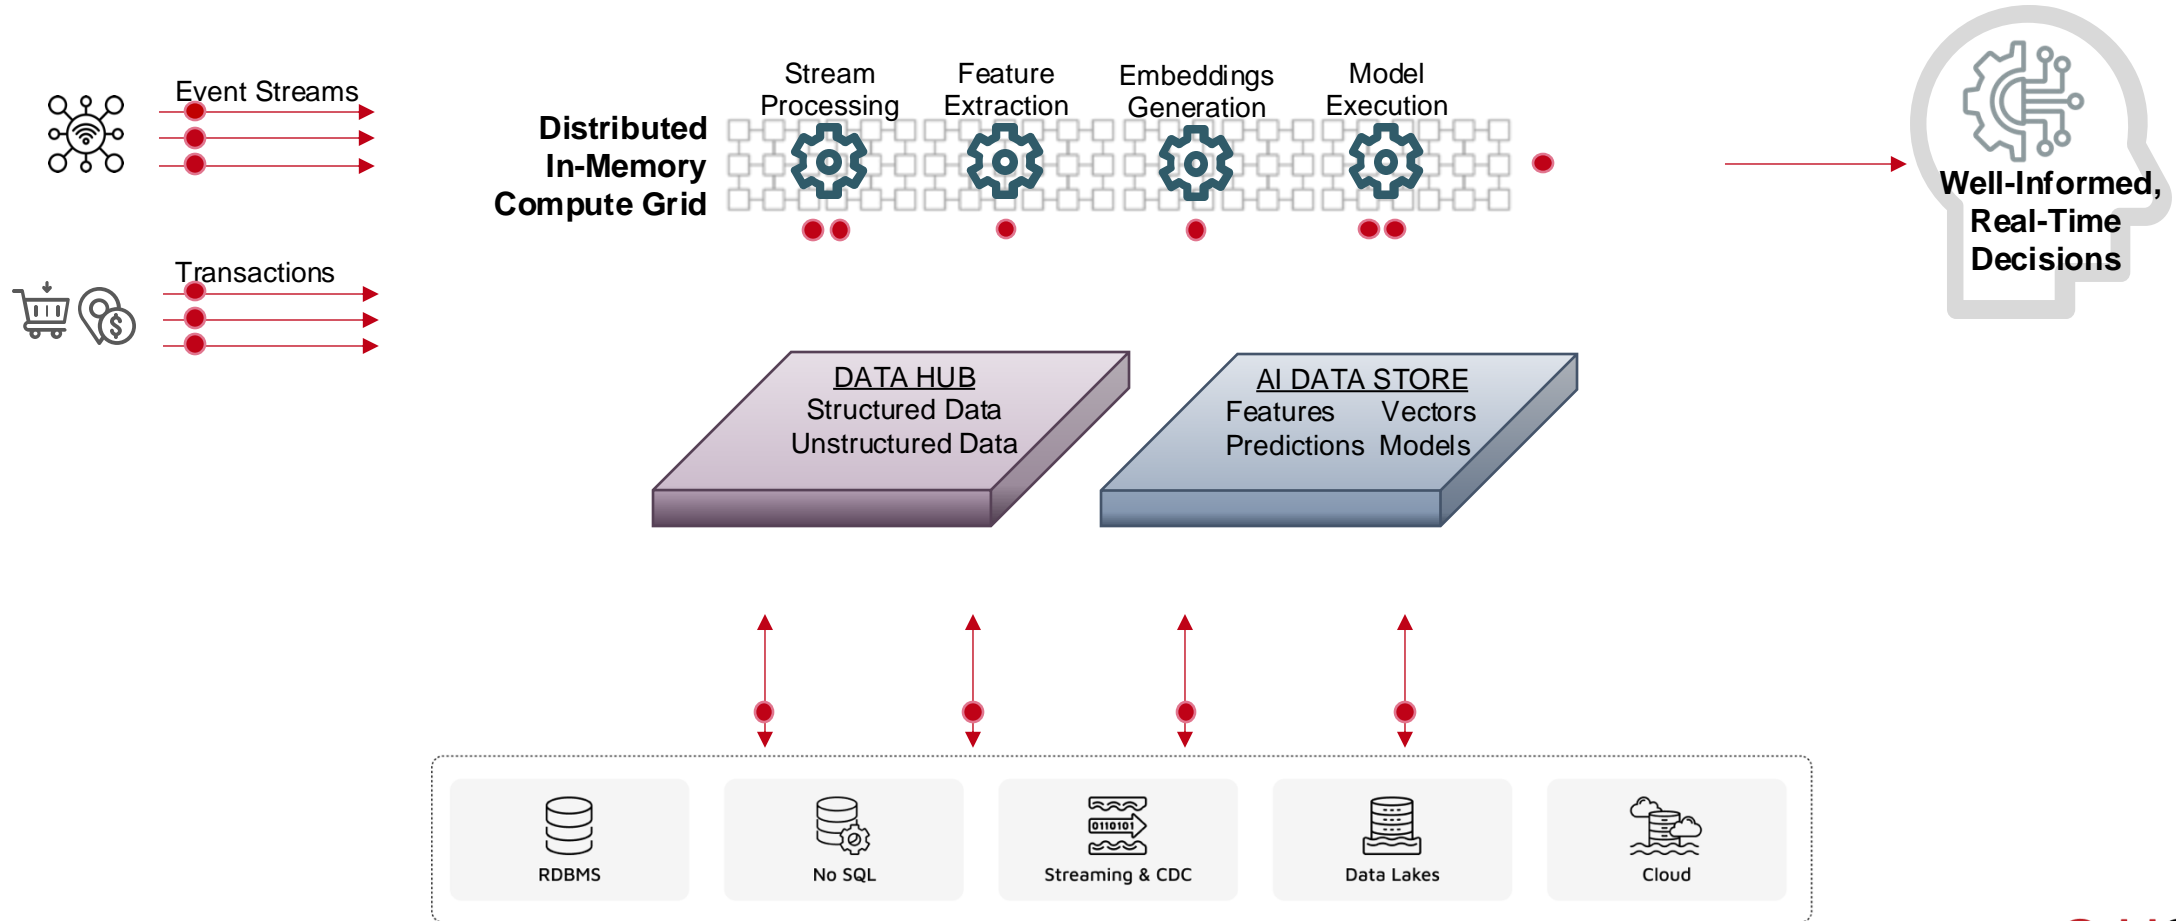 Event Streams
Transactions
Distributed
In-Memory
Compute Grid
Stream
Processing
Feature
Extraction
Embeddings
Generation
Model
Execution
Well-Informed,
Real-Time
Decisions
$
$
DATA HUB
Structured Data
Unstructured Data
AI DATA STORE
Features Vectors
Predictions Models
0110101
RDBMS
No SQL
Streaming & CDC
Data Lakes
Cloud